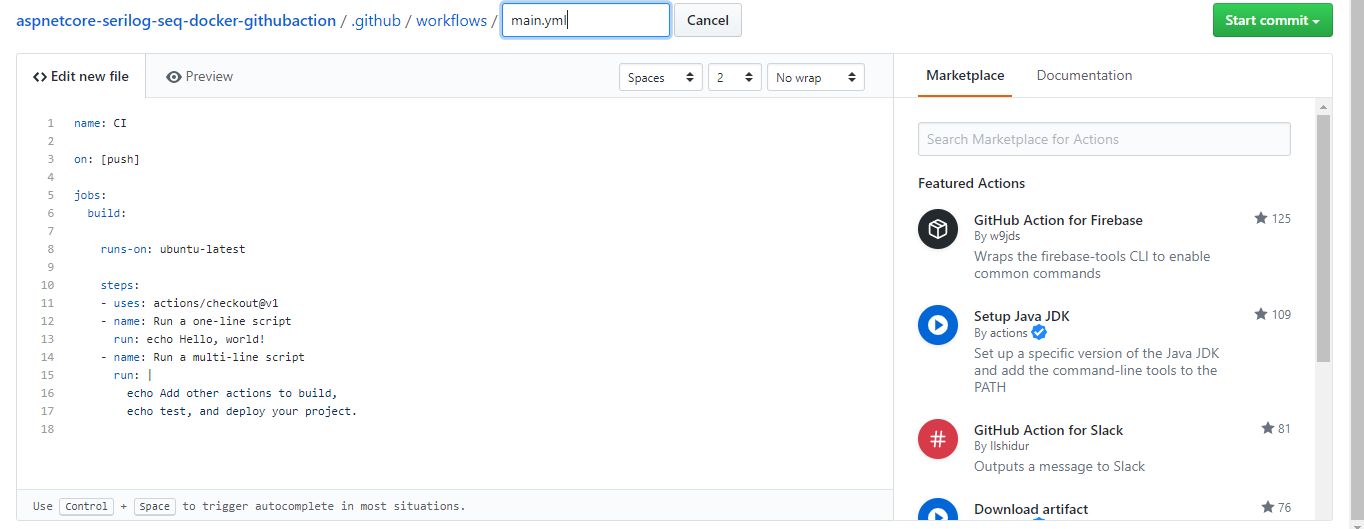 aspnetcore-serilog-seq-docker-githubaction / .github / workflows / main.yml Cancel Start commit
<> Edit new file Preview Spaces 2 No wrap
Marketplace Documentation
1 name: CI
2
3 on: [push]
4
5 jobs:
6 build:
7
8 runs-on: ubuntu-latest
9
10 steps:
11 - uses: actions/checkout@v1
12 - name: Run a one-line script
13 run: echo Hello, world!
14 - name: Run a multi-line script
15 run: |
16 echo Add other actions to build,
17 echo test, and deploy your project.
18
Use Control + Space to trigger autocomplete in most situations.
Search Marketplace for Actions
Featured Actions
GitHub Action for Firebase 125
By w9jds
Wraps the firebase-tools CLI to enable
common commands
Setup Java JDK 109
By actions
Set up a specific version of the Java JDK
and add the command-line tools to the
PATH
GitHub Action for Slack 81
By Ilshidur
Outputs a message to Slack
Download artifact 76